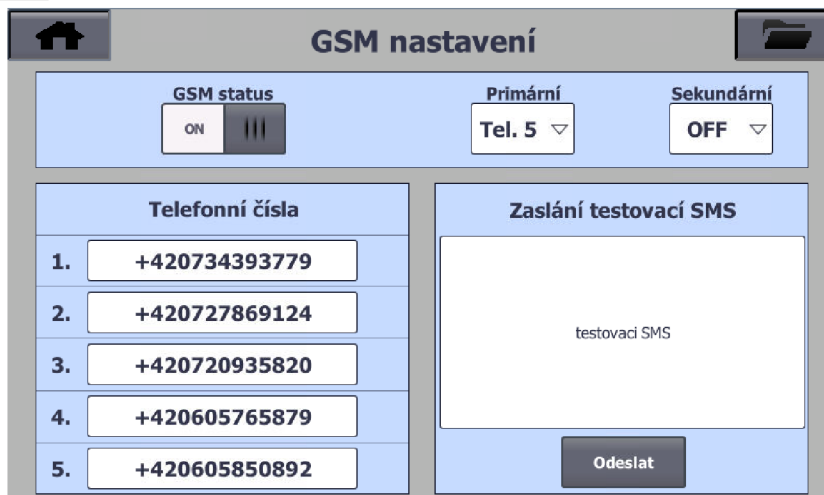 GSM nastavení
GSM status
ON
Primární
Tel. 5
Sekundární
OFF
Telefonní čísla
1. +420734393779
2. +420727869124
3. +420720935820
4. +420605765879
5. +420605850892
Zaslání testovací SMS
testovaci SMS
Odeslat